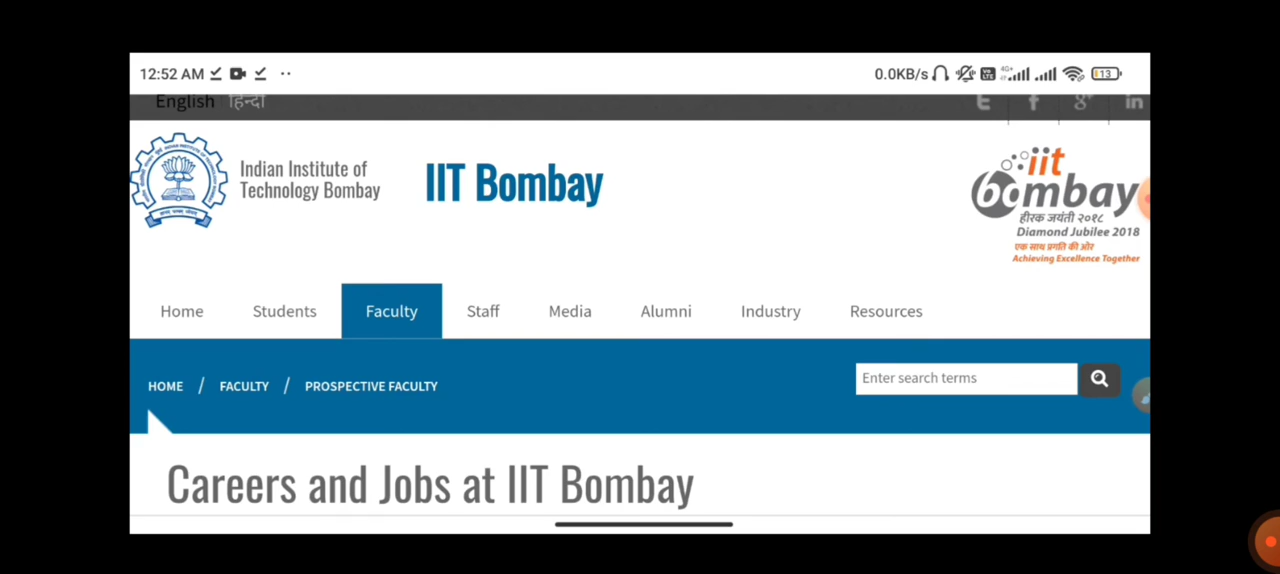 12:52 AM
0.0KB/s
4G+
13
English हिन्दी
Indian Institute of
Technology Bombay
IIT Bombay
iit
bombay
हीरक जयंती २०१८
Diamond Jubilee 2018
एक साथ प्रगति की ओर
Achieving Excellence Together
Home Students Faculty Staff Media Alumni Industry Resources
HOME / FACULTY / PROSPECTIVE FACULTY
Enter search terms
Careers and Jobs at IIT Bombay